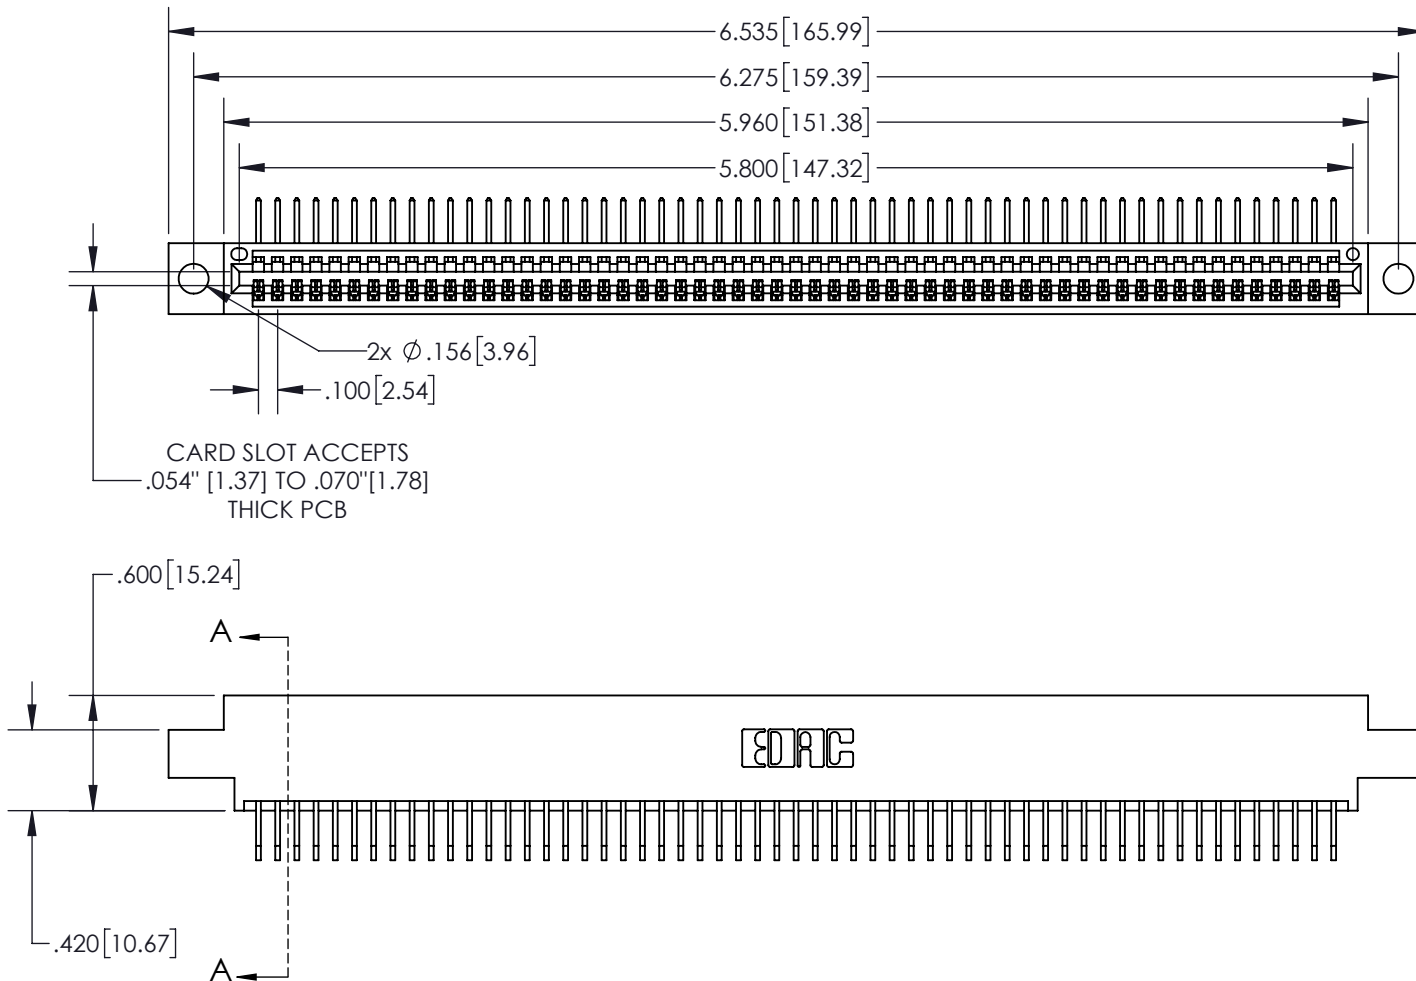 6.535[165.99]
6.275[159.39]
5.960[151.38]
5.800[147.32]
2x Ø.156[3.96]
.100[2.54]
CARD SLOT ACCEPTS
.054" [1.37] TO .070"[1.78]
THICK PCB
.600[15.24]
A
EDAC
.420[10.67]
A